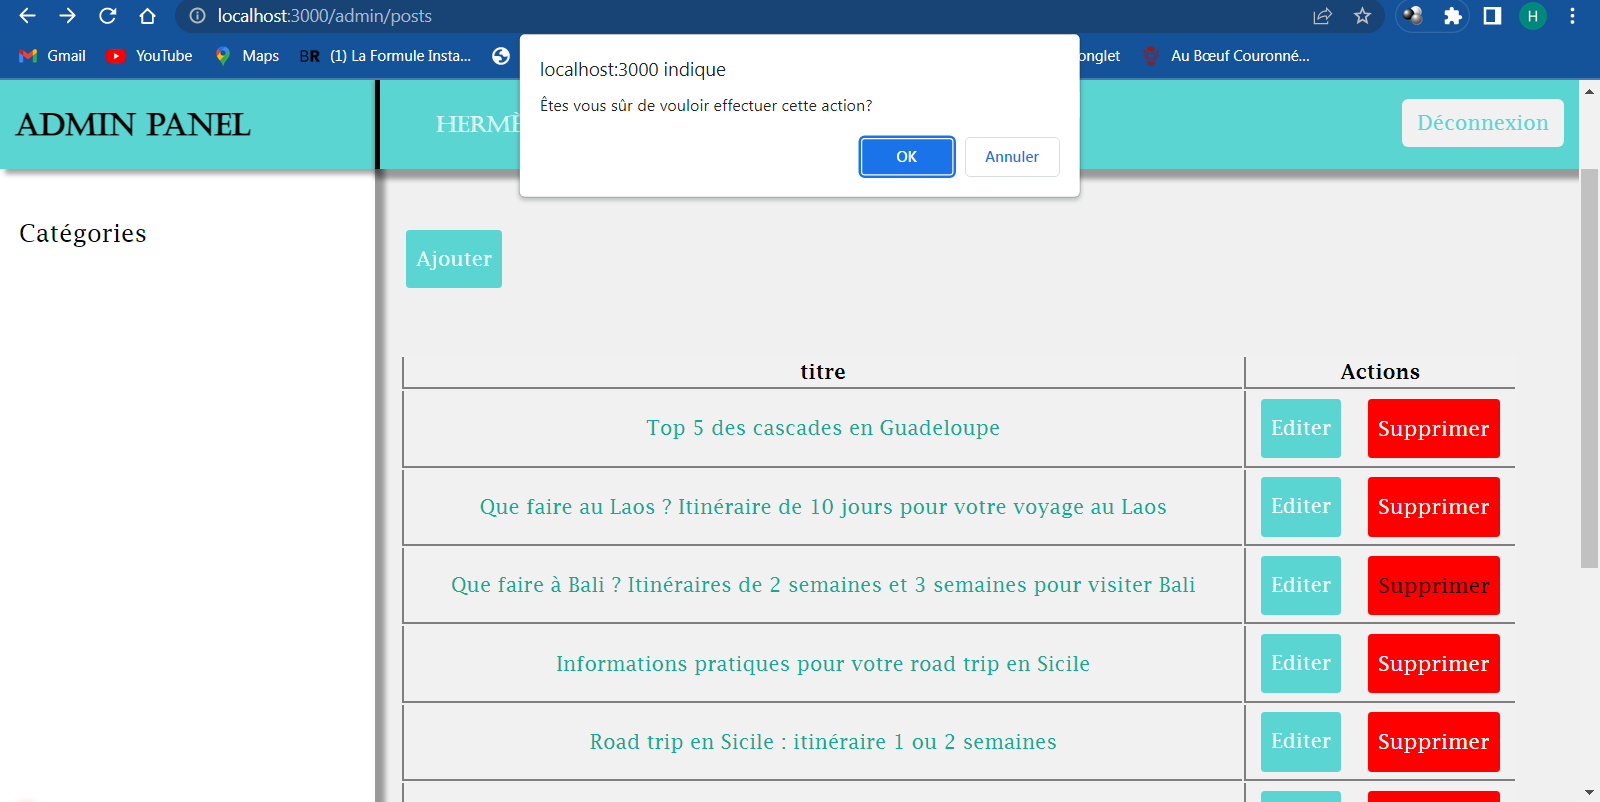 localhost:3000/admin/posts
H
Gmail
YouTube
Maps
BR
(1) La Formule Insta...
onglet
Au Bœuf Couronné...
localhost:3000 indique
Êtes vous sûr de vouloir effectuer cette action?
OK
Annuler
ADMIN PANEL
HERMÈ
Déconnexion
Catégories
Ajouter
titre
Actions
Top 5 des cascades en Guadeloupe
Editer
Supprimer
Que faire au Laos ? Itinéraire de 10 jours pour votre voyage au Laos
Editer
Supprimer
Que faire à Bali ? Itinéraires de 2 semaines et 3 semaines pour visiter Bali
Editer
Supprimer
Informations pratiques pour votre road trip en Sicile
Editer
Supprimer
Road trip en Sicile : itinéraire 1 ou 2 semaines
Editer
Supprimer